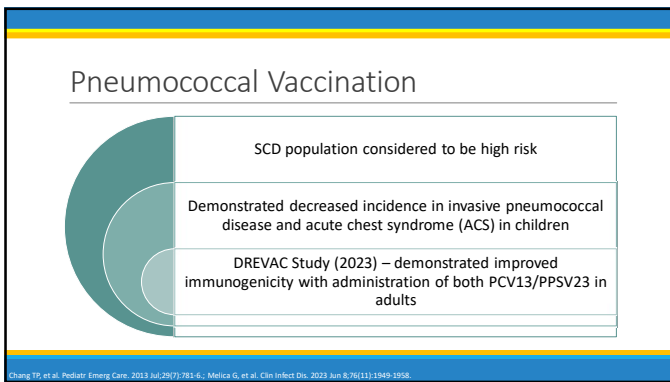 Pneumococcal Vaccination
SCD population considered to be high risk
Demonstrated decreased incidence in invasive pneumococcal
disease and acute chest syndrome (ACS) in children
DREVAC Study (2023) – demonstrated improved
immunogenicity with administration of both PCV13/PPSV23 in
adults
Chang TP, et al. Pediatr Emerg Care. 2013 Jul;29(7):781-6.; Melica G, et al. Clin Infect Dis. 2023 Jun 8;76(11):1949-1958.